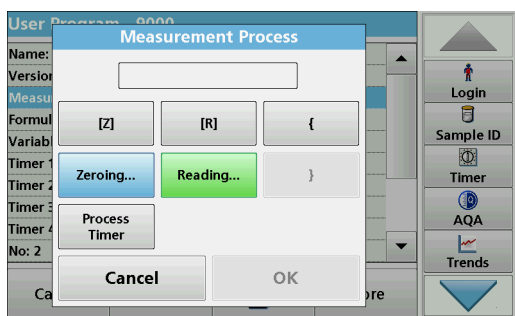 User Program 9000
Measurement Process
Name:
Version
Measu
Formul
Variabl
Timer 1
Timer 2
Timer 3
Timer 4
No: 2
[Z]
[R]
{
Zeroing...
Reading...
}
Process
Timer
Cancel
OK
Ca
ore
Login
Sample ID
Timer
AQA
Trends